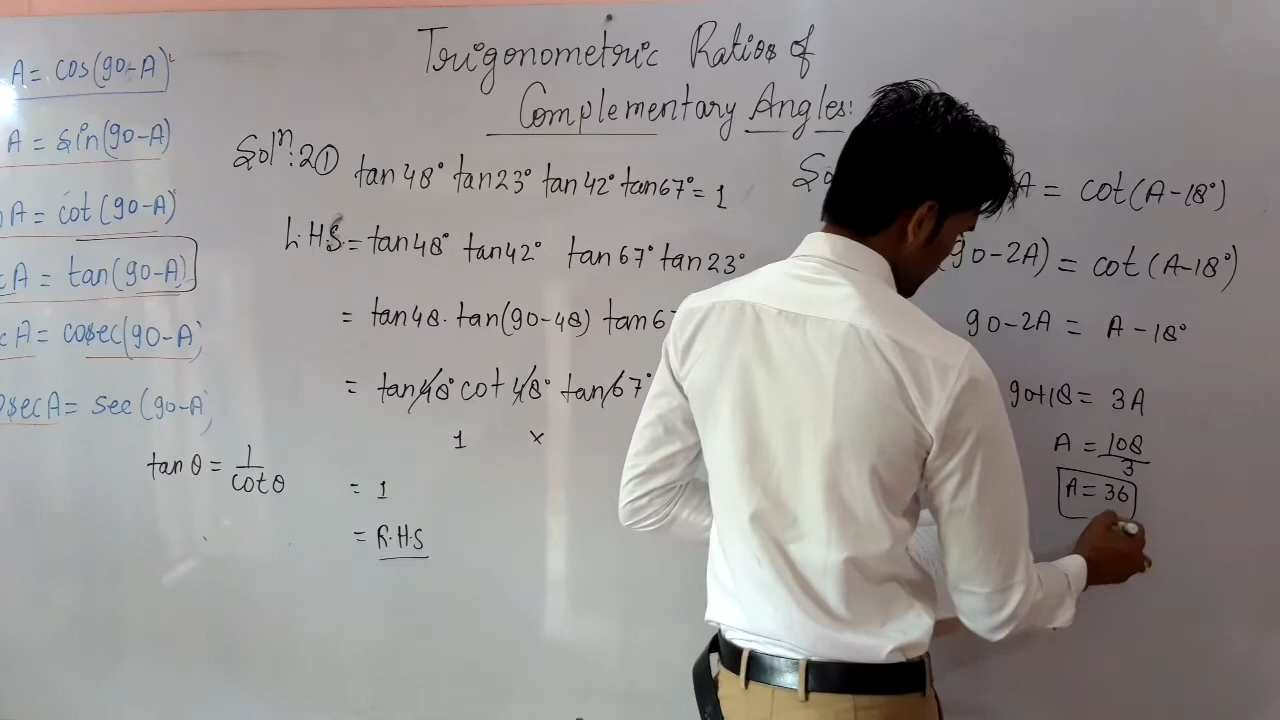 Trigonometric Ratios of
Complementary Angles:
A = cos(90-A)
A = sin(90-A)
A = cot(90-A)
A = tan(90-A)
A = cosec(90-A)
secA = sec(90-A
tan θ = 1/cot θ
Solⁿ: 2 ① tan 48° tan 23° tan 42° tan 67° = 1
L.H.S = tan 48° tan 42° tan 67° tan 23°
= tan 48. tan(90-48) tan 6
= tan 48° cot 48° tan 67°
1 ×
= 1
= R.H.S
A = cot(A-18°)
(90-2A) = cot(A-18°)
90-2A = A-18°
90+18 = 3A
A = 108/3
A = 36